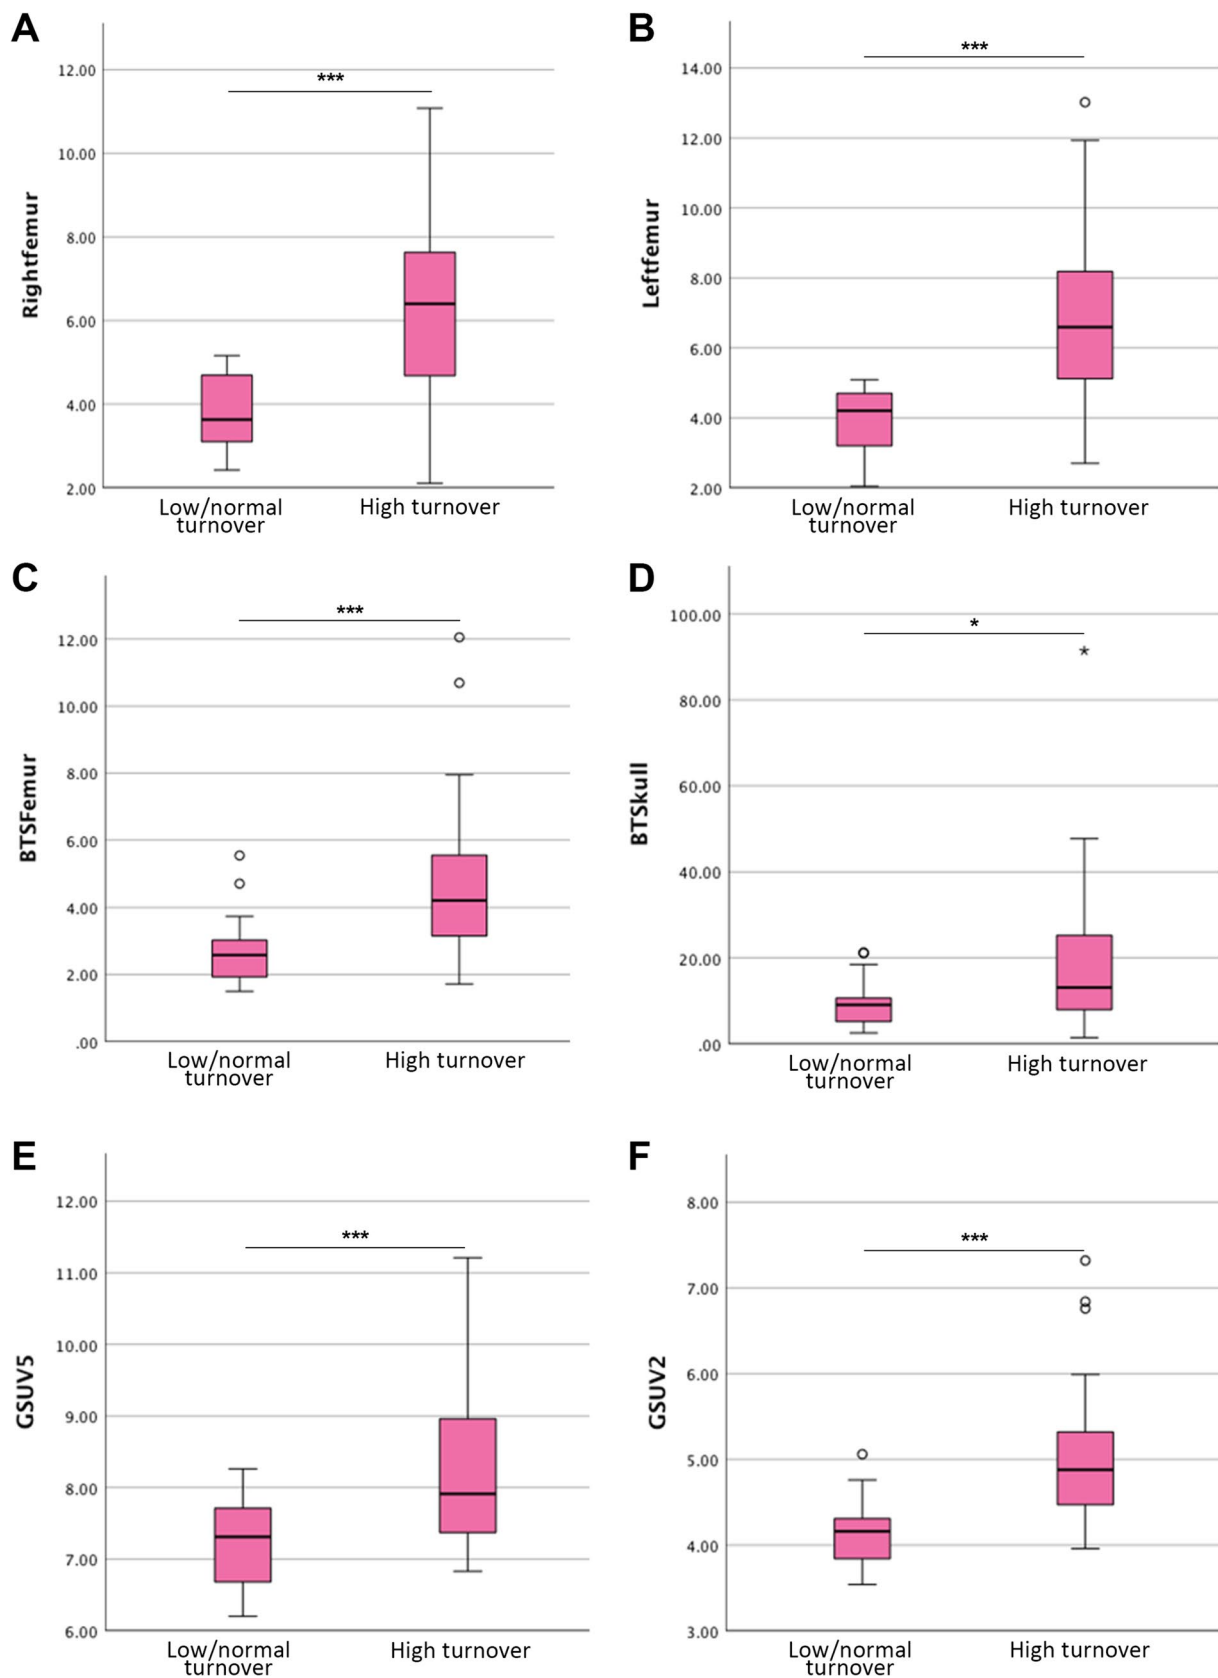 A
12.00
***
10.00
Rightfemur
8.00
6.00
4.00
2.00
Low/normal
turnover
High turnover
B
***
14.00
12.00
Leftfemur
10.00
8.00
6.00
4.00
2.00
Low/normal
turnover
High turnover
C
***
12.00
10.00
BTSFemur
8.00
6.00
4.00
2.00
.00
Low/normal
turnover
High turnover
D
100.00
*
80.00
BTSkull
60.00
40.00
20.00
.00
Low/normal
turnover
High turnover
E
12.00
***
11.00
10.00
GSUV5
9.00
8.00
7.00
6.00
Low/normal
turnover
High turnover
F
8.00
***
7.00
GSUV2
6.00
5.00
4.00
3.00
Low/normal
turnover
High turnover